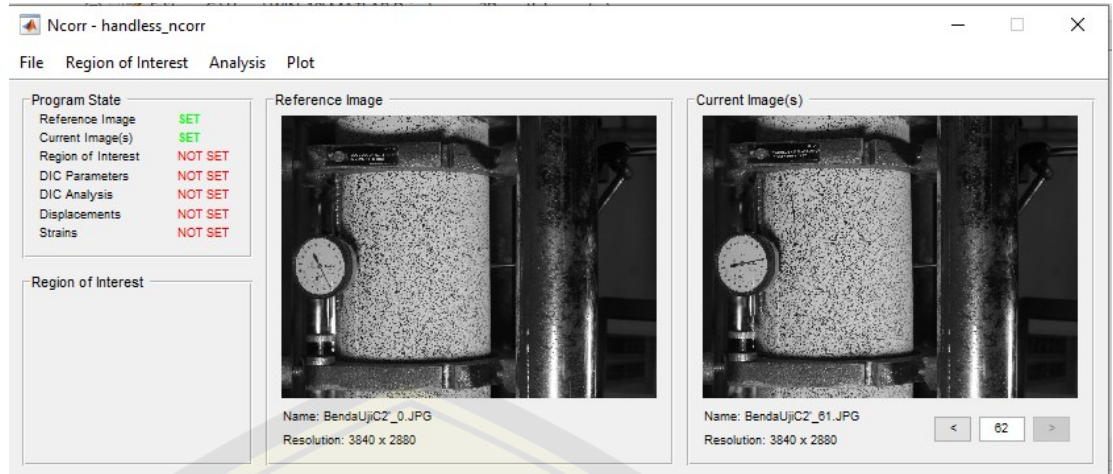 Ncorr - handless_ncorr
File Region of Interest Analysis Plot
Program State
Reference Image SET
Current Image(s) SET
Region of Interest NOT SET
DIC Parameters NOT SET
DIC Analysis NOT SET
Displacements NOT SET
Strains NOT SET
Region of Interest
Reference Image
Name: BendaUjiC2'_0.JPG
Resolution: 3840 x 2880
Current Image(s)
Name: BendaUjiC2'_61.JPG
Resolution: 3840 x 2880
< 62 >